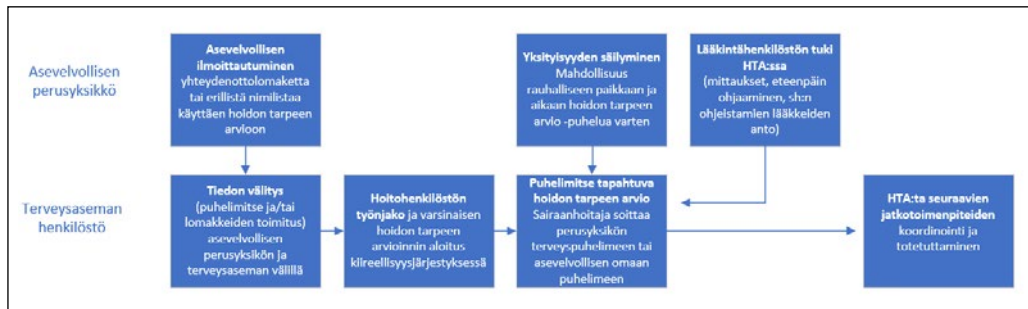 Asevelvollisen
perusyksikkö
Asevelvollisen
ilmoittautuminen
yhteydenottolomaketta
tai erillistä nimilistaa
käyttäen hoidon tarpeen
arvioon
Yksityisyyden säilyminen
Mahdollisuus
rauhalliseen paikkaan ja
aikaan hoidon tarpeen
arvio -puhelua varten
Lääkintähenkilöstön tuki
HTA:ssa
(mittaukset, eteenpäin
ohjaaminen, sh:n
ohjeistamien lääkkeiden
anto)
Terveysaseman
henkilöstö
Tiedon välitys
(puhelimitse ja/tai
lomakkeiden toimitus)
asevelvollisen
perusyksikön ja
terveysaseman välillä
Hoitohenkilöstön
työnjako ja varsinaisen
hoidon tarpeen
arvioinnin aloitus
kiireellisyysjärjestyksessä
Puhelimitse tapahtuva
hoidon tarpeen arvio
Sairaanhoitaja soittaa
perusyksikön
terveyspuhelimeen tai
asevelvollisen omaan
puhelimeen
HTA:ta seuraavien
jatkotoimenpiteiden
koordinointi ja
totetuttaminen